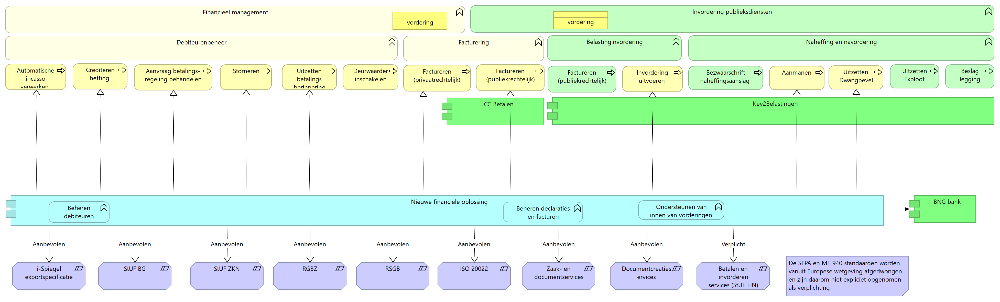 Financieel management
vordering
Invordering publieksdiensten
vordering
Debiteurenbeheer
Facturering
Belastinginvordering
Naheffing en navordering
Automatische
incasso
verwerken
Crediteren
heffing
Aanvraag betalings-
regeling behandelen
Storneren
Uitzetten
betalings
herinnering
Deurwaarder
inschakelen
Factureren
(privaatrechtelijk)
Factureren
(publiekrechtelijk)
Factureren
(publiekrechtelijk)
Invordering
uitvoeren
Bezwaarschrift
naheffingsaanslag
Aanmanen
Uitzetten
Dwangbevel
Uitzetten
Exploot
Beslag
legging
JCC Betalen
Key2Belastingen
Nieuwe financiële oplossing
Beheren
debiteuren
Beheren declaraties
en facturen
Ondersteunen van
innen van vorderingen
BNG bank
Aanbevolen
Aanbevolen
Aanbevolen
Aanbevolen
Aanbevolen
Aanbevolen
Aanbevolen
Aanbevolen
Verplicht
i-Spiegel
exportspecificatie
StUF BG
StUF ZKN
RGBZ
RSGB
ISO 20022
Zaak- en
documentservices
Documentcreaties
ervices
Betalen en
invorderen
services (StUF FIN)
De SEPA en MT 940 standaarden worden
vanuit Europese wetgeving afgedwongen
en zijn daarom niet expliciet opgenomen
als verplichting